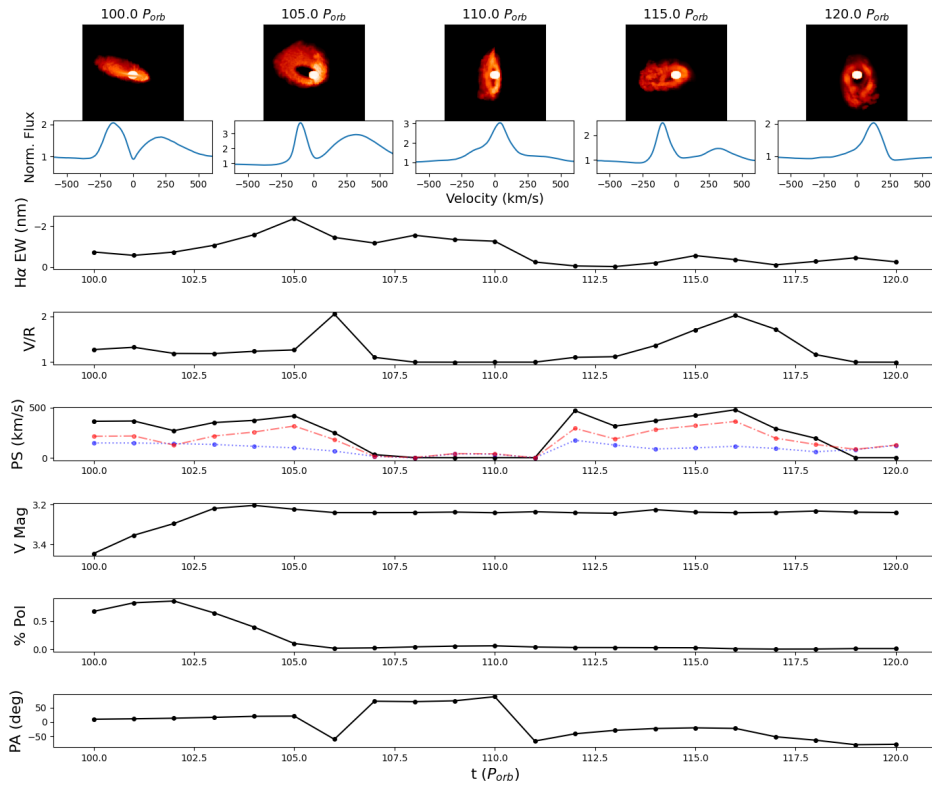 100.0 P_orb 105.0 P_orb 110.0 P_orb 115.0 P_orb 120.0 P_orb
Norm. Flux
2
1
−500 −250 0 250 500
3
2
1
−500 −250 0 250 500
3
2
1
−500 −250 0 250 500
2
1
−500 −250 0 250 500
2
1
−500 −250 0 250 500
Velocity (km/s)
Hα EW (nm)
−2
0
100.0 102.5 105.0 107.5 110.0 112.5 115.0 117.5 120.0
V/R
2
1
100.0 102.5 105.0 107.5 110.0 112.5 115.0 117.5 120.0
PS (km/s)
500
0
100.0 102.5 105.0 107.5 110.0 112.5 115.0 117.5 120.0
V Mag
3.2
3.4
100.0 102.5 105.0 107.5 110.0 112.5 115.0 117.5 120.0
% Pol
0.5
0.0
100.0 102.5 105.0 107.5 110.0 112.5 115.0 117.5 120.0
PA (deg)
50
0
−50
100.0 102.5 105.0 107.5 110.0 112.5 115.0 117.5 120.0
t (P_orb)